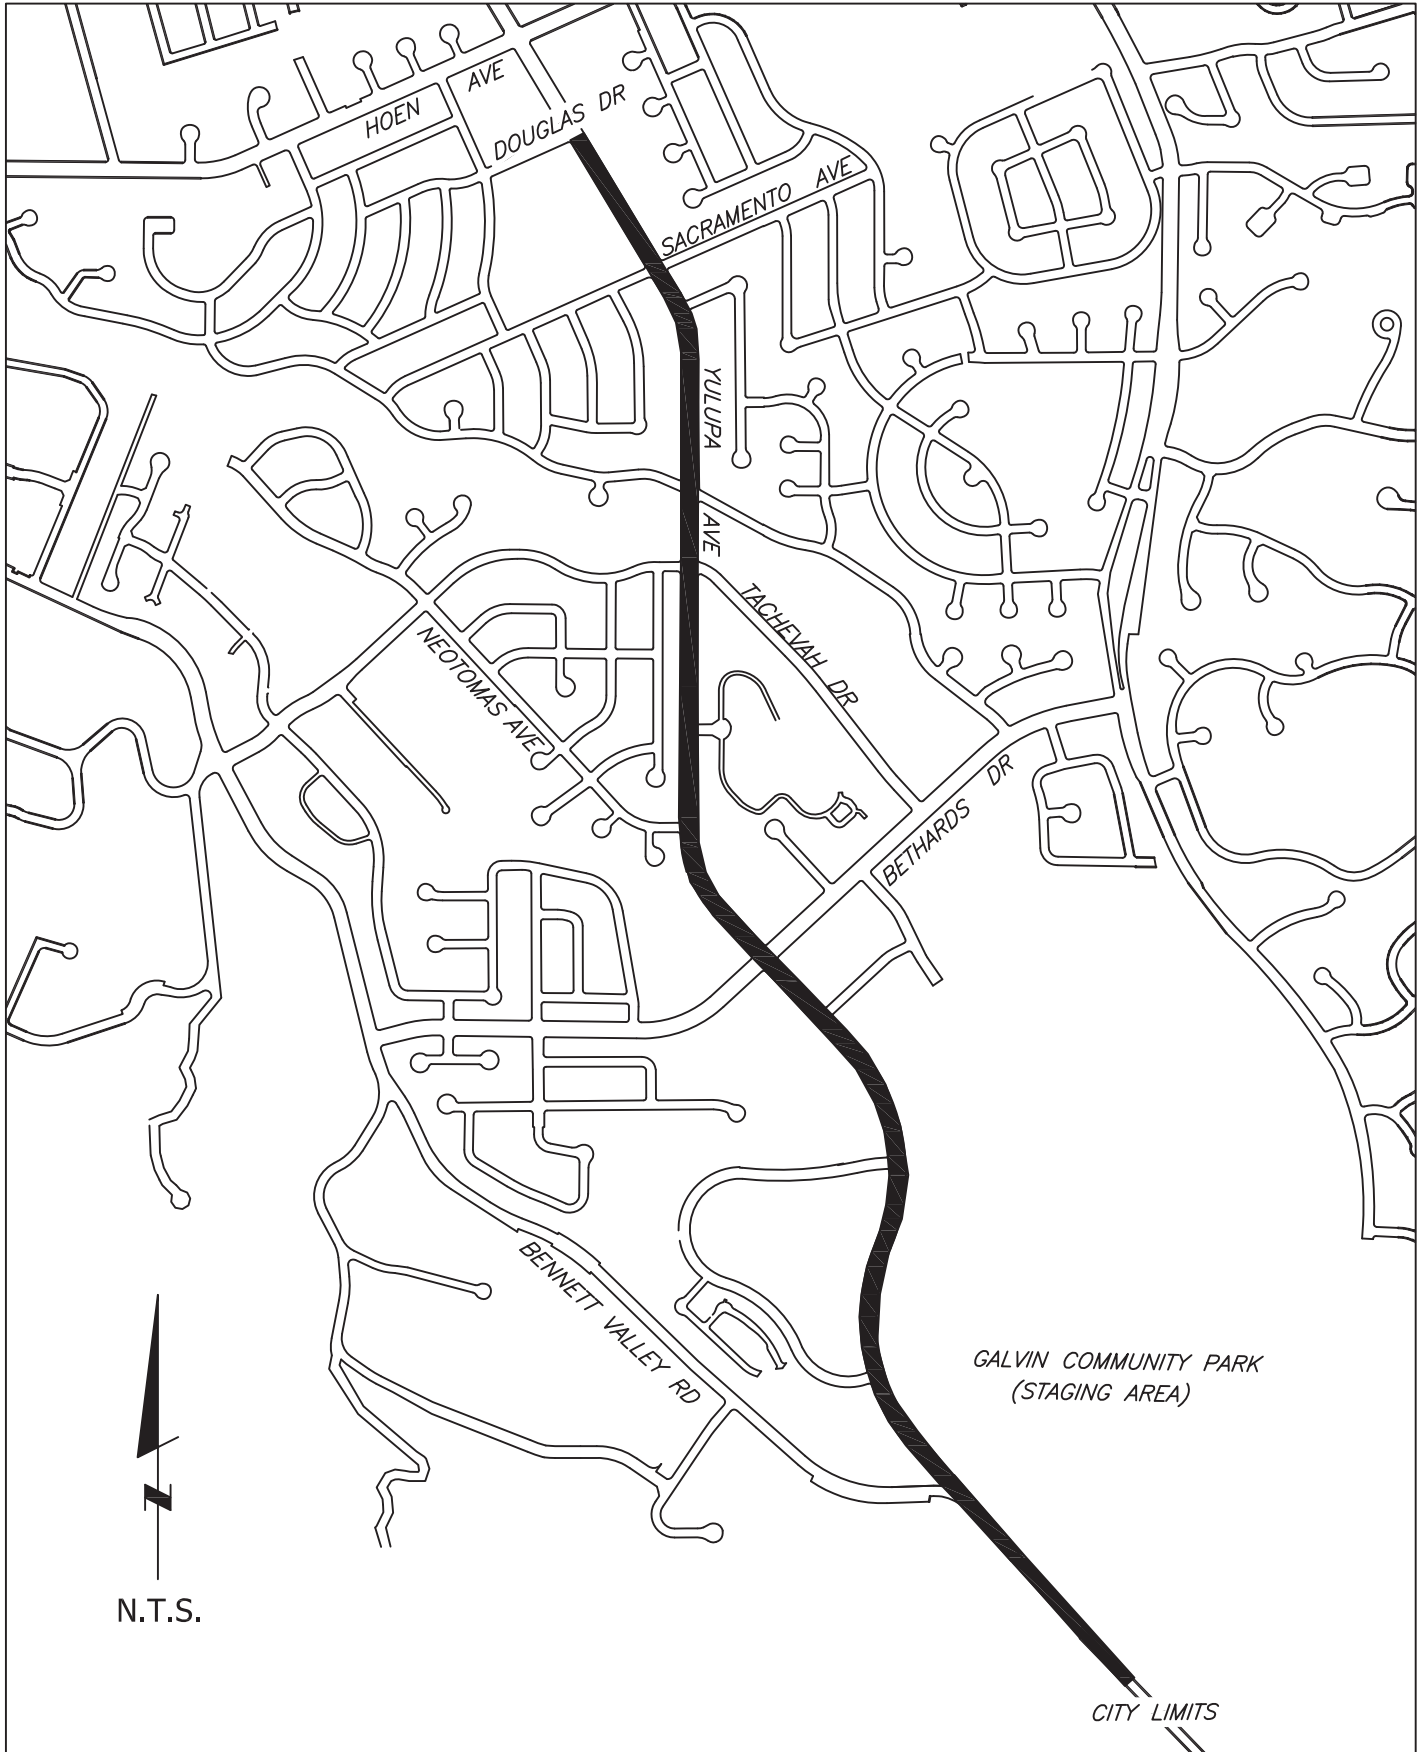 HOEN AVE
DOUGLAS DR
SACRAMENTO AVE
YULUPA AVE
TACHEVAH DR
NEOTOMAS AVE
BETHARDS DR
BENNETT VALLEY RD
GALVIN COMMUNITY PARK
(STAGING AREA)
N
N.T.S.
CITY LIMITS